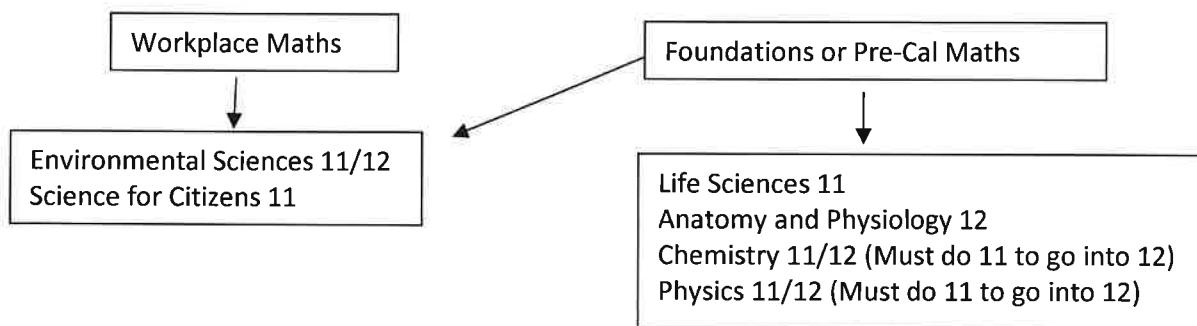 Workplace Maths
Foundations or Pre-Cal Maths
Environmental Sciences 11/12
Science for Citizens 11
Life Sciences 11
Anatomy and Physiology 12
Chemistry 11/12 (Must do 11 to go into 12)
Physics 11/12 (Must do 11 to go into 12)